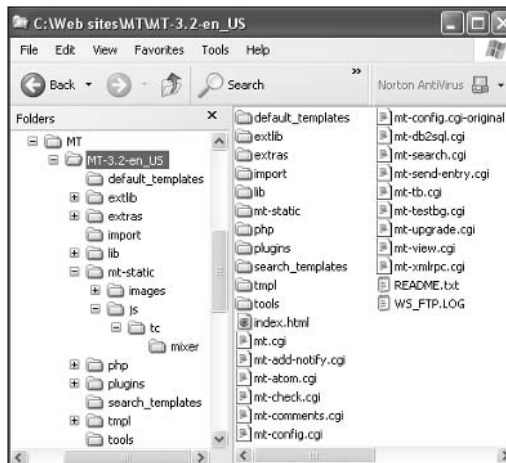 C:\Web sites\MT\MT-3.2-en_US
File Edit View Favorites Tools Help
Back Search » Norton AntiVirus
Folders x
MT
MT-3.2-en_US
default_templates
extlib
extras
import
lib
mt-static
images
js
tc
mixer
php
plugins
search_templates
tmpl
tools
default_templates
extlib
extras
import
lib
mt-static
php
plugins
search_templates
tmpl
tools
index.html
mt.cgi
mt-add-notify.cgi
mt-atom.cgi
mt-check.cgi
mt-comments.cgi
mt-config.cgi
mt-config.cgi-original
mt-db2sql.cgi
mt-search.cgi
mt-send-entry.cgi
mt-tb.cgi
mt-testbg.cgi
mt-upgrade.cgi
mt-view.cgi
mt-xmlrpc.cgi
README.txt
WS_FTP.LOG